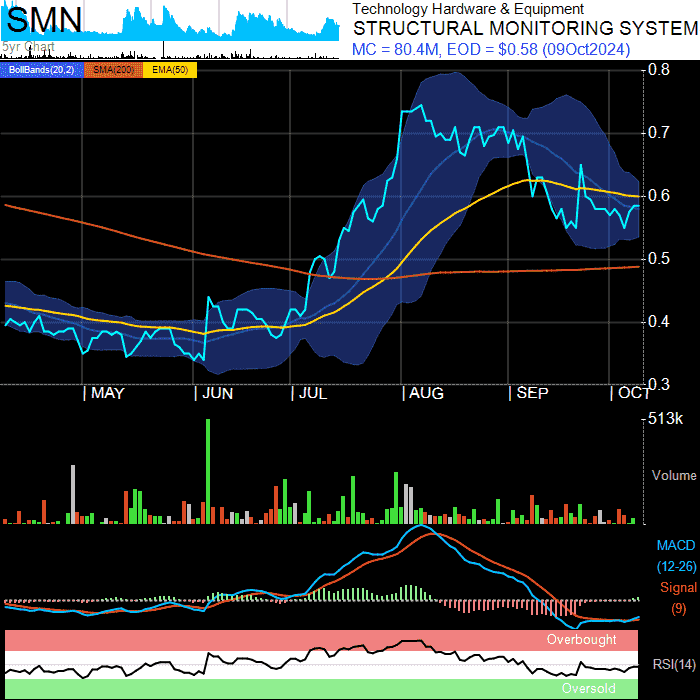 SMN
5yr Chart
Technology Hardware & Equipment
STRUCTURAL MONITORING SYSTEM
MC = 80.4M, EOD = $0.58 (09Oct2024)
BollBands(20,2) SMA(200) EMA(50)
0.8
0.7
0.6
0.5
0.4
0.3
MAY JUN JUL AUG SEP OCT
513k
Volume
MACD
(12-26)
Signal
(9)
Overbought
RSI(14)
Oversold